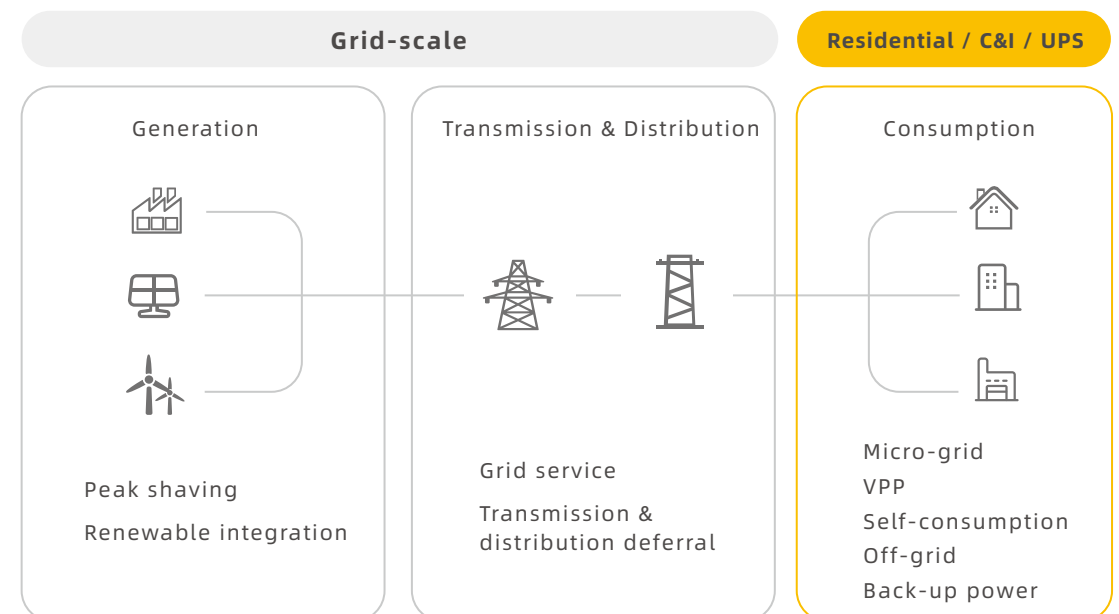 Grid-scale
Residential / C&I / UPS
Generation
Transmission & Distribution
Consumption
Peak shaving
Renewable integration
Grid service
Transmission &
distribution deferral
Micro-grid
VPP
Self-consumption
Off-grid
Back-up power